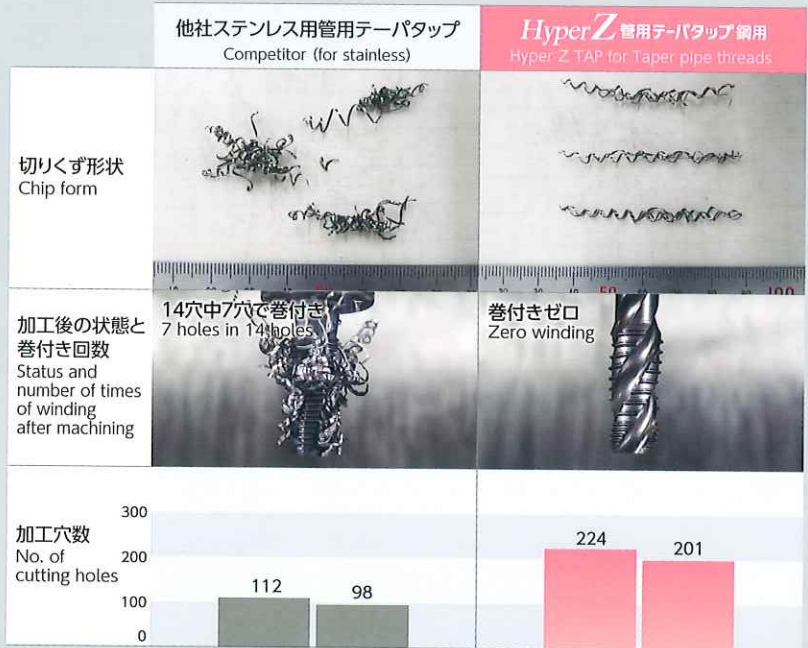 他社ステンレス用管用テーパタップ
Competitor (for stainless)
HyperZ 管用テーパタップ 鋼用
Hyper Z TAP for Taper pipe threads
切りくず形状
Chip form
50
100
加工後の状態と
巻付き回数
Status and
number of times
of winding
after machining
14穴中7穴で巻付き
7 holes in 14 holes
巻付きゼロ
Zero winding
加工穴数
No. of
cutting holes
300
200
100
0
112
98
224
201